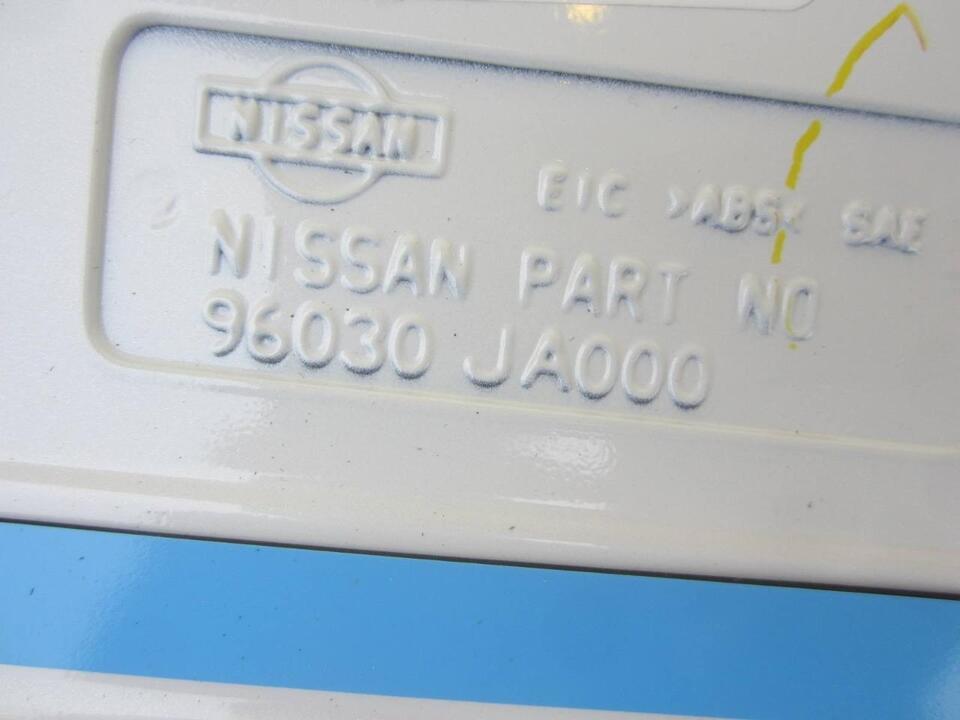 NISSAN
EIC >ABS< SAE
NISSAN PART NO
96030 JA000